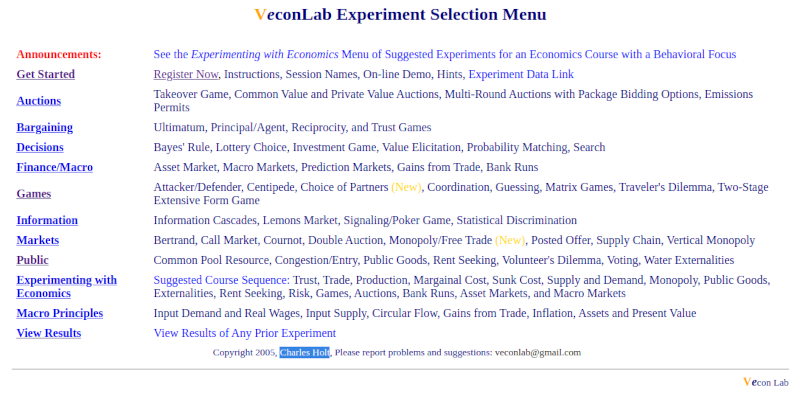 VeconLab Experiment Selection Menu
Announcements: See the Experimenting with Economics Menu of Suggested Experiments for an Economics Course with a Behavioral Focus
Get Started Register Now, Instructions, Session Names, On-line Demo, Hints, Experiment Data Link
Auctions Takeover Game, Common Value and Private Value Auctions, Multi-Round Auctions with Package Bidding Options, Emissions
Permits
Bargaining Ultimatum, Principal/Agent, Reciprocity, and Trust Games
Decisions Bayes' Rule, Lottery Choice, Investment Game, Value Elicitation, Probability Matching, Search
Finance/Macro Asset Market, Macro Markets, Prediction Markets, Gains from Trade, Bank Runs
Games Attacker/Defender, Centipede, Choice of Partners (New), Coordination, Guessing, Matrix Games, Traveler's Dilemma, Two-Stage
Extensive Form Game
Information Information Cascades, Lemons Market, Signaling/Poker Game, Statistical Discrimination
Markets Bertrand, Call Market, Cournot, Double Auction, Monopoly/Free Trade (New), Posted Offer, Supply Chain, Vertical Monopoly
Public Common Pool Resource, Congestion/Entry, Public Goods, Rent Seeking, Volunteer's Dilemma, Voting, Water Externalities
Experimenting with Suggested Course Sequence: Trust, Trade, Production, Margainal Cost, Sunk Cost, Supply and Demand, Monopoly, Public Goods,
Economics Externalities, Rent Seeking, Risk, Games, Auctions, Bank Runs, Asset Markets, and Macro Markets
Macro Principles Input Demand and Real Wages, Input Supply, Circular Flow, Gains from Trade, Inflation, Assets and Present Value
View Results View Results of Any Prior Experiment
Copyright 2005, Charles Holt, Please report problems and suggestions: veconlab@gmail.com
Vecon Lab